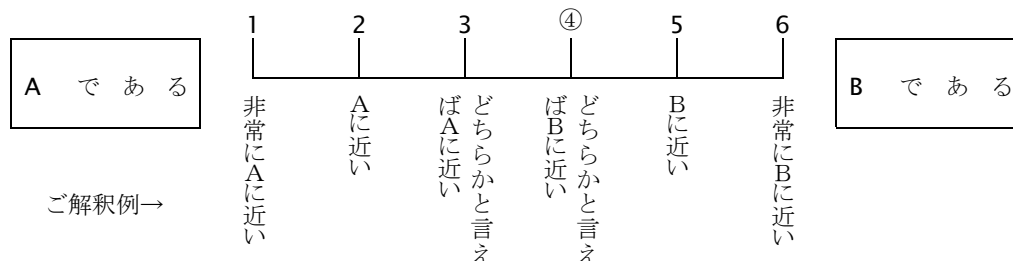 1 2 3 ④ 5 6
A である
B である
非常にAに近い
Aに近い
どちらかと言え
ばAに近い
どちらかと言え
ばBに近い
Bに近い
非常にBに近い
ご解釈例→